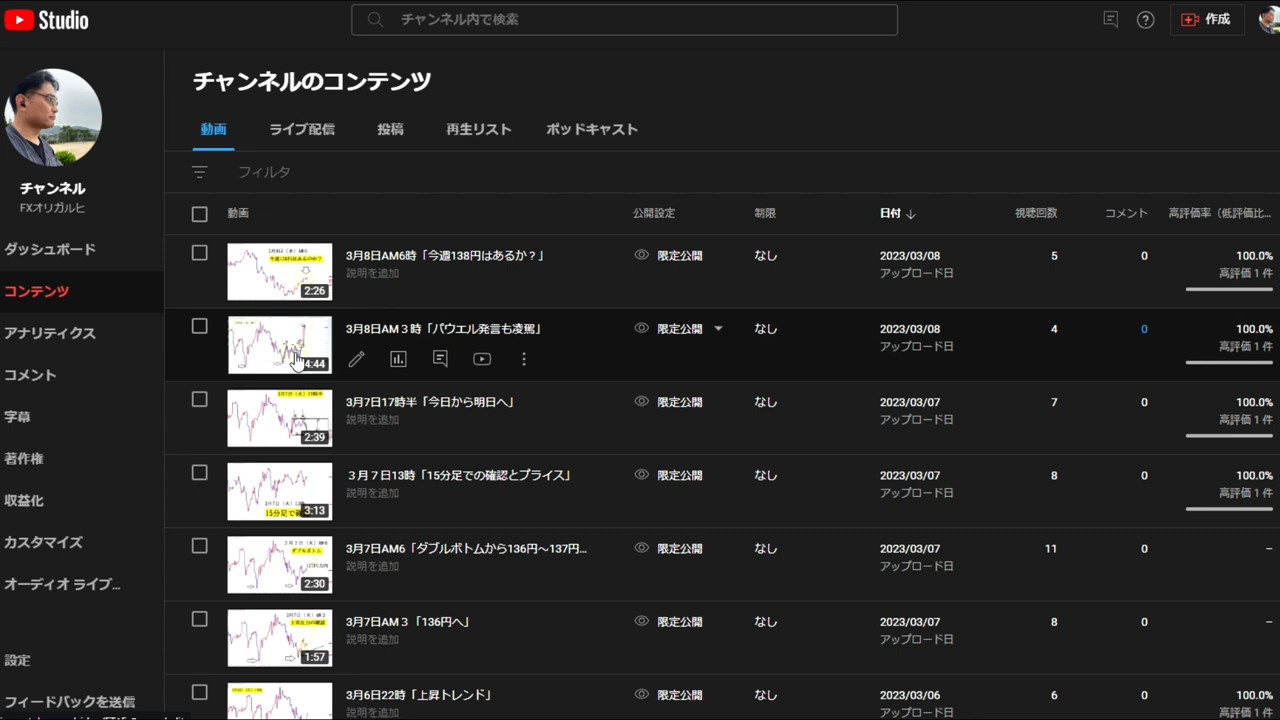 Studio
チャンネル内で検索
作成
チャンネル
FXオリガルヒ
ダッシュボード
コンテンツ
アナリティクス
コメント
字幕
著作権
収益化
カスタマイズ
オーディオ ライブ...
設定
フィードバックを送信
チャンネルのコンテンツ
動画 ライブ配信 投稿 再生リスト ポッドキャスト
フィルタ
動画 公開設定 制限 日付 ↓ 視聴回数 コメント 高評価率（低評価比...
2:26
3月8日AM6時「今週138円はあるか？」 限定公開 なし 2023/03/08 5 0 100.0%
説明を追加 アップロード日 高評価 1 件
4:44
3月8日AM３時「パウエル発言も凌駕」 限定公開 なし 2023/03/08 4 0 100.0%
アップロード日 高評価 1 件
2:39
3月7日17時半「今日から明日へ」 限定公開 なし 2023/03/07 7 0 100.0%
説明を追加 アップロード日 高評価 1 件
3:13
３月７日13時「15分足での確認とプライス」 限定公開 なし 2023/03/07 8 0 100.0%
説明を追加 アップロード日 高評価 1 件
ダブルボトム
2:30
3月7日AM6「ダブルボトムから136円～137円... 限定公開 なし 2023/03/07 11 0 –
説明を追加 アップロード日
1:57
3月7日AM３「136円へ」 限定公開 なし 2023/03/07 8 0 –
説明を追加 アップロード日
3月6日22時「上昇トレンド」 限定公開 なし 2023/03/06 6 0 100.0%
説明を追加 アップロード日 高評価 1 件